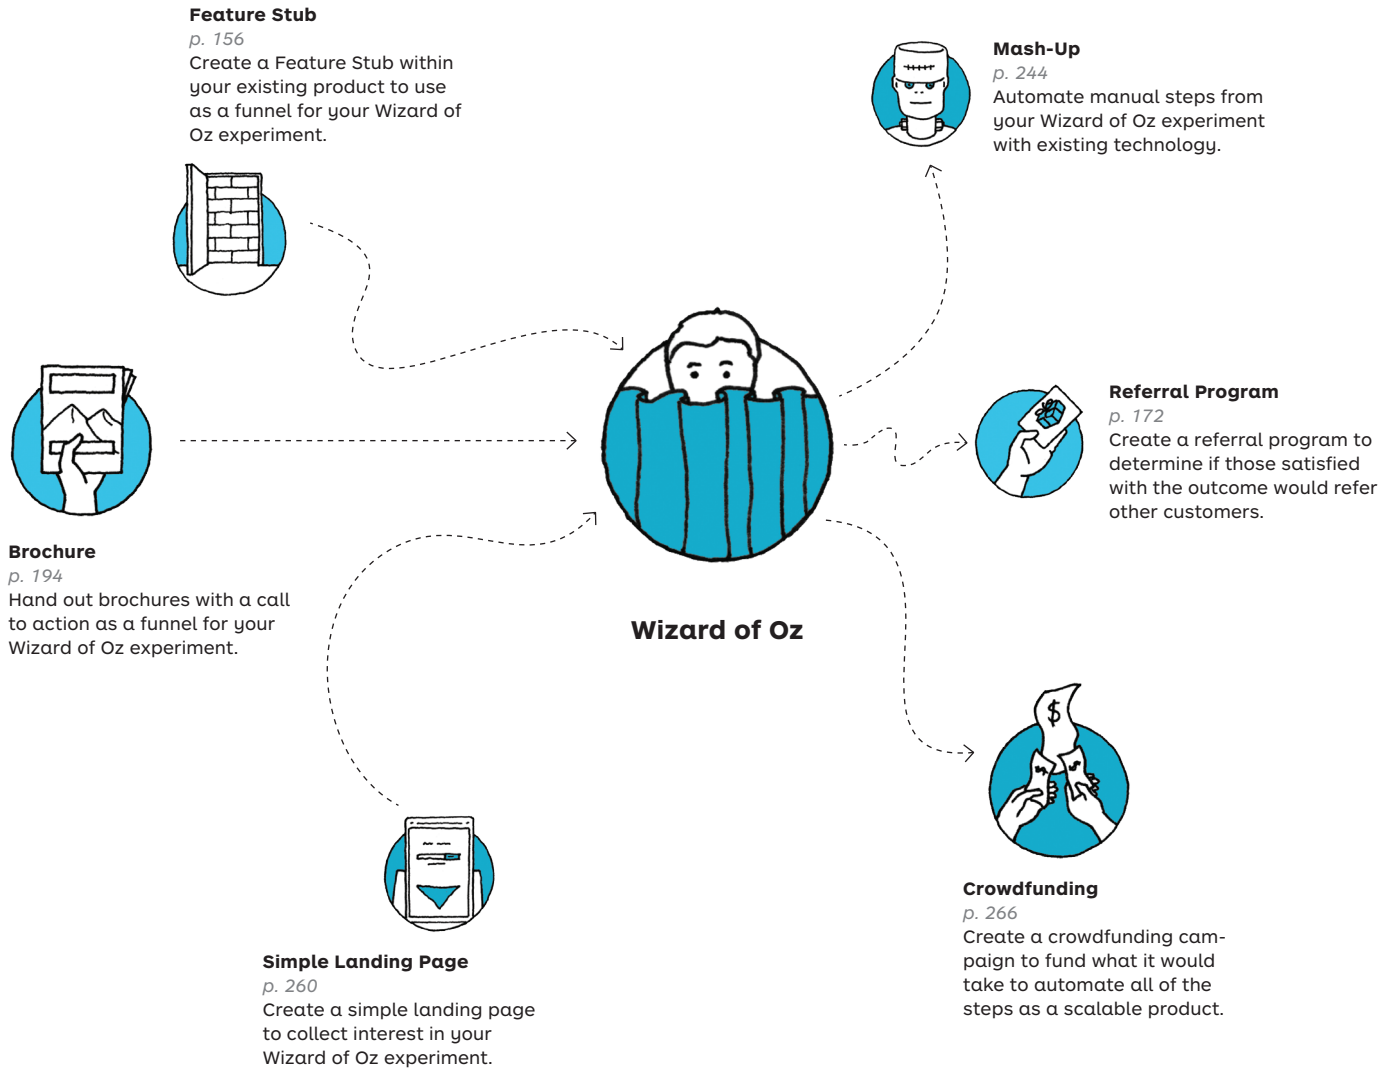 Feature Stub
p. 156
Create a Feature Stub within
your existing product to use
as a funnel for your Wizard of
Oz experiment.
Mash-Up
p. 244
Automate manual steps from
your Wizard of Oz experiment
with existing technology.
Brochure
p. 194
Hand out brochures with a call
to action as a funnel for your
Wizard of Oz experiment.
Wizard of Oz
Referral Program
p. 172
Create a referral program to
determine if those satisfied
with the outcome would refer
other customers.
Simple Landing Page
p. 260
Create a simple landing page
to collect interest in your
Wizard of Oz experiment.
$
Crowdfunding
p. 266
Create a crowdfunding cam-
paign to fund what it would
take to automate all of the
steps as a scalable product.